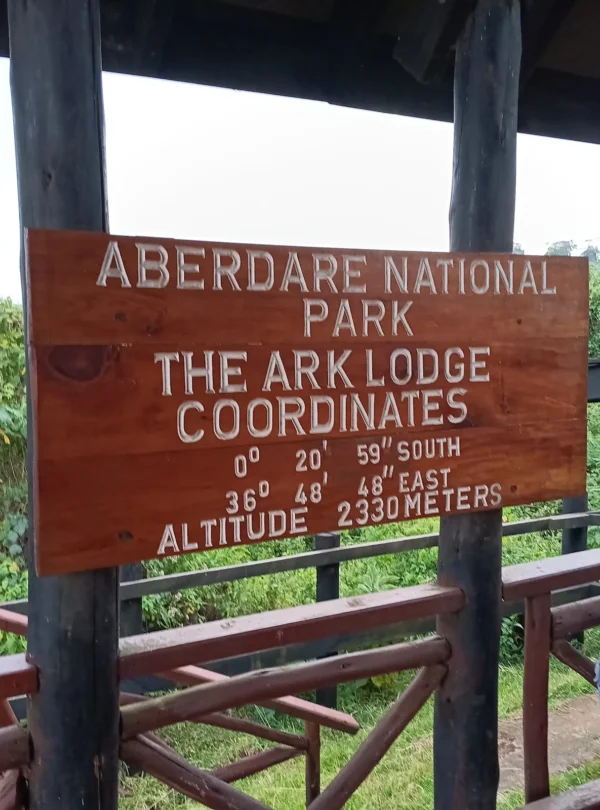 ABERDARE NATIONAL
PARK
THE ARK LODGE
COORDINATES
0° 20' 59" SOUTH
36° 48' 48" EAST
ALTITUDE 2330 METERS